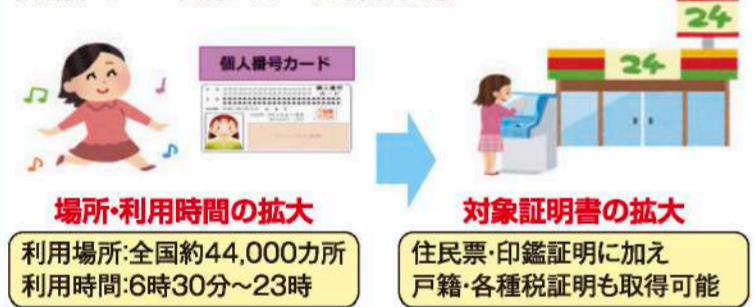 24
個人番号カード
24
場所・利用時間の拡大
利用場所:全国約44,000カ所
利用時間:6時30分～23時
対象証明書の拡大
住民票・印鑑証明に加え
戸籍・各種税証明も取得可能